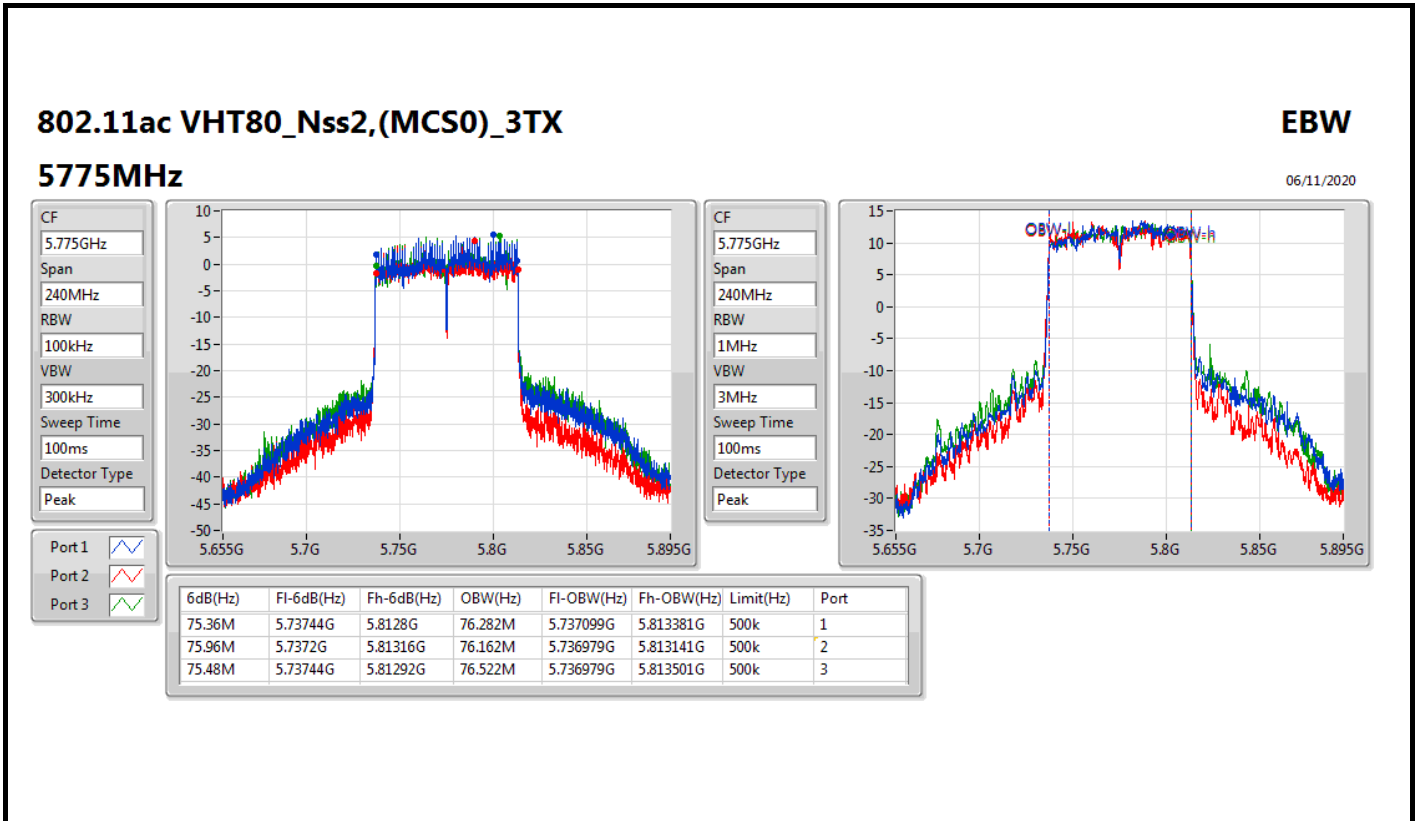 802.11ac VHT80_Nss2,(MCS0)_3TX
EBW
5775MHz
06/11/2020
CF
5.775GHz
Span
240MHz
RBW
100kHz
VBW
300kHz
Sweep Time
100ms
Detector Type
Peak
10
5
0
-5
-10
-15
-20
-25
-30
-35
-40
-45
-50
5.655G 5.7G 5.75G 5.8G 5.85G 5.895G
CF
5.775GHz
Span
240MHz
RBW
1MHz
VBW
3MHz
Sweep Time
100ms
Detector Type
Peak
15
10
5
0
-5
-10
-15
-20
-25
-30
-35
OBW-l OBW-h
5.655G 5.7G 5.75G 5.8G 5.85G 5.895G
Port 1
Port 2
Port 3
6dB(Hz) Fl-6dB(Hz) Fh-6dB(Hz) OBW(Hz) Fl-OBW(Hz) Fh-OBW(Hz) Limit(Hz) Port
75.36M 5.73744G 5.8128G 76.282M 5.737099G 5.813381G 500k 1
75.96M 5.7372G 5.81316G 76.162M 5.736979G 5.813141G 500k 2
75.48M 5.73744G 5.81292G 76.522M 5.736979G 5.813501G 500k 3